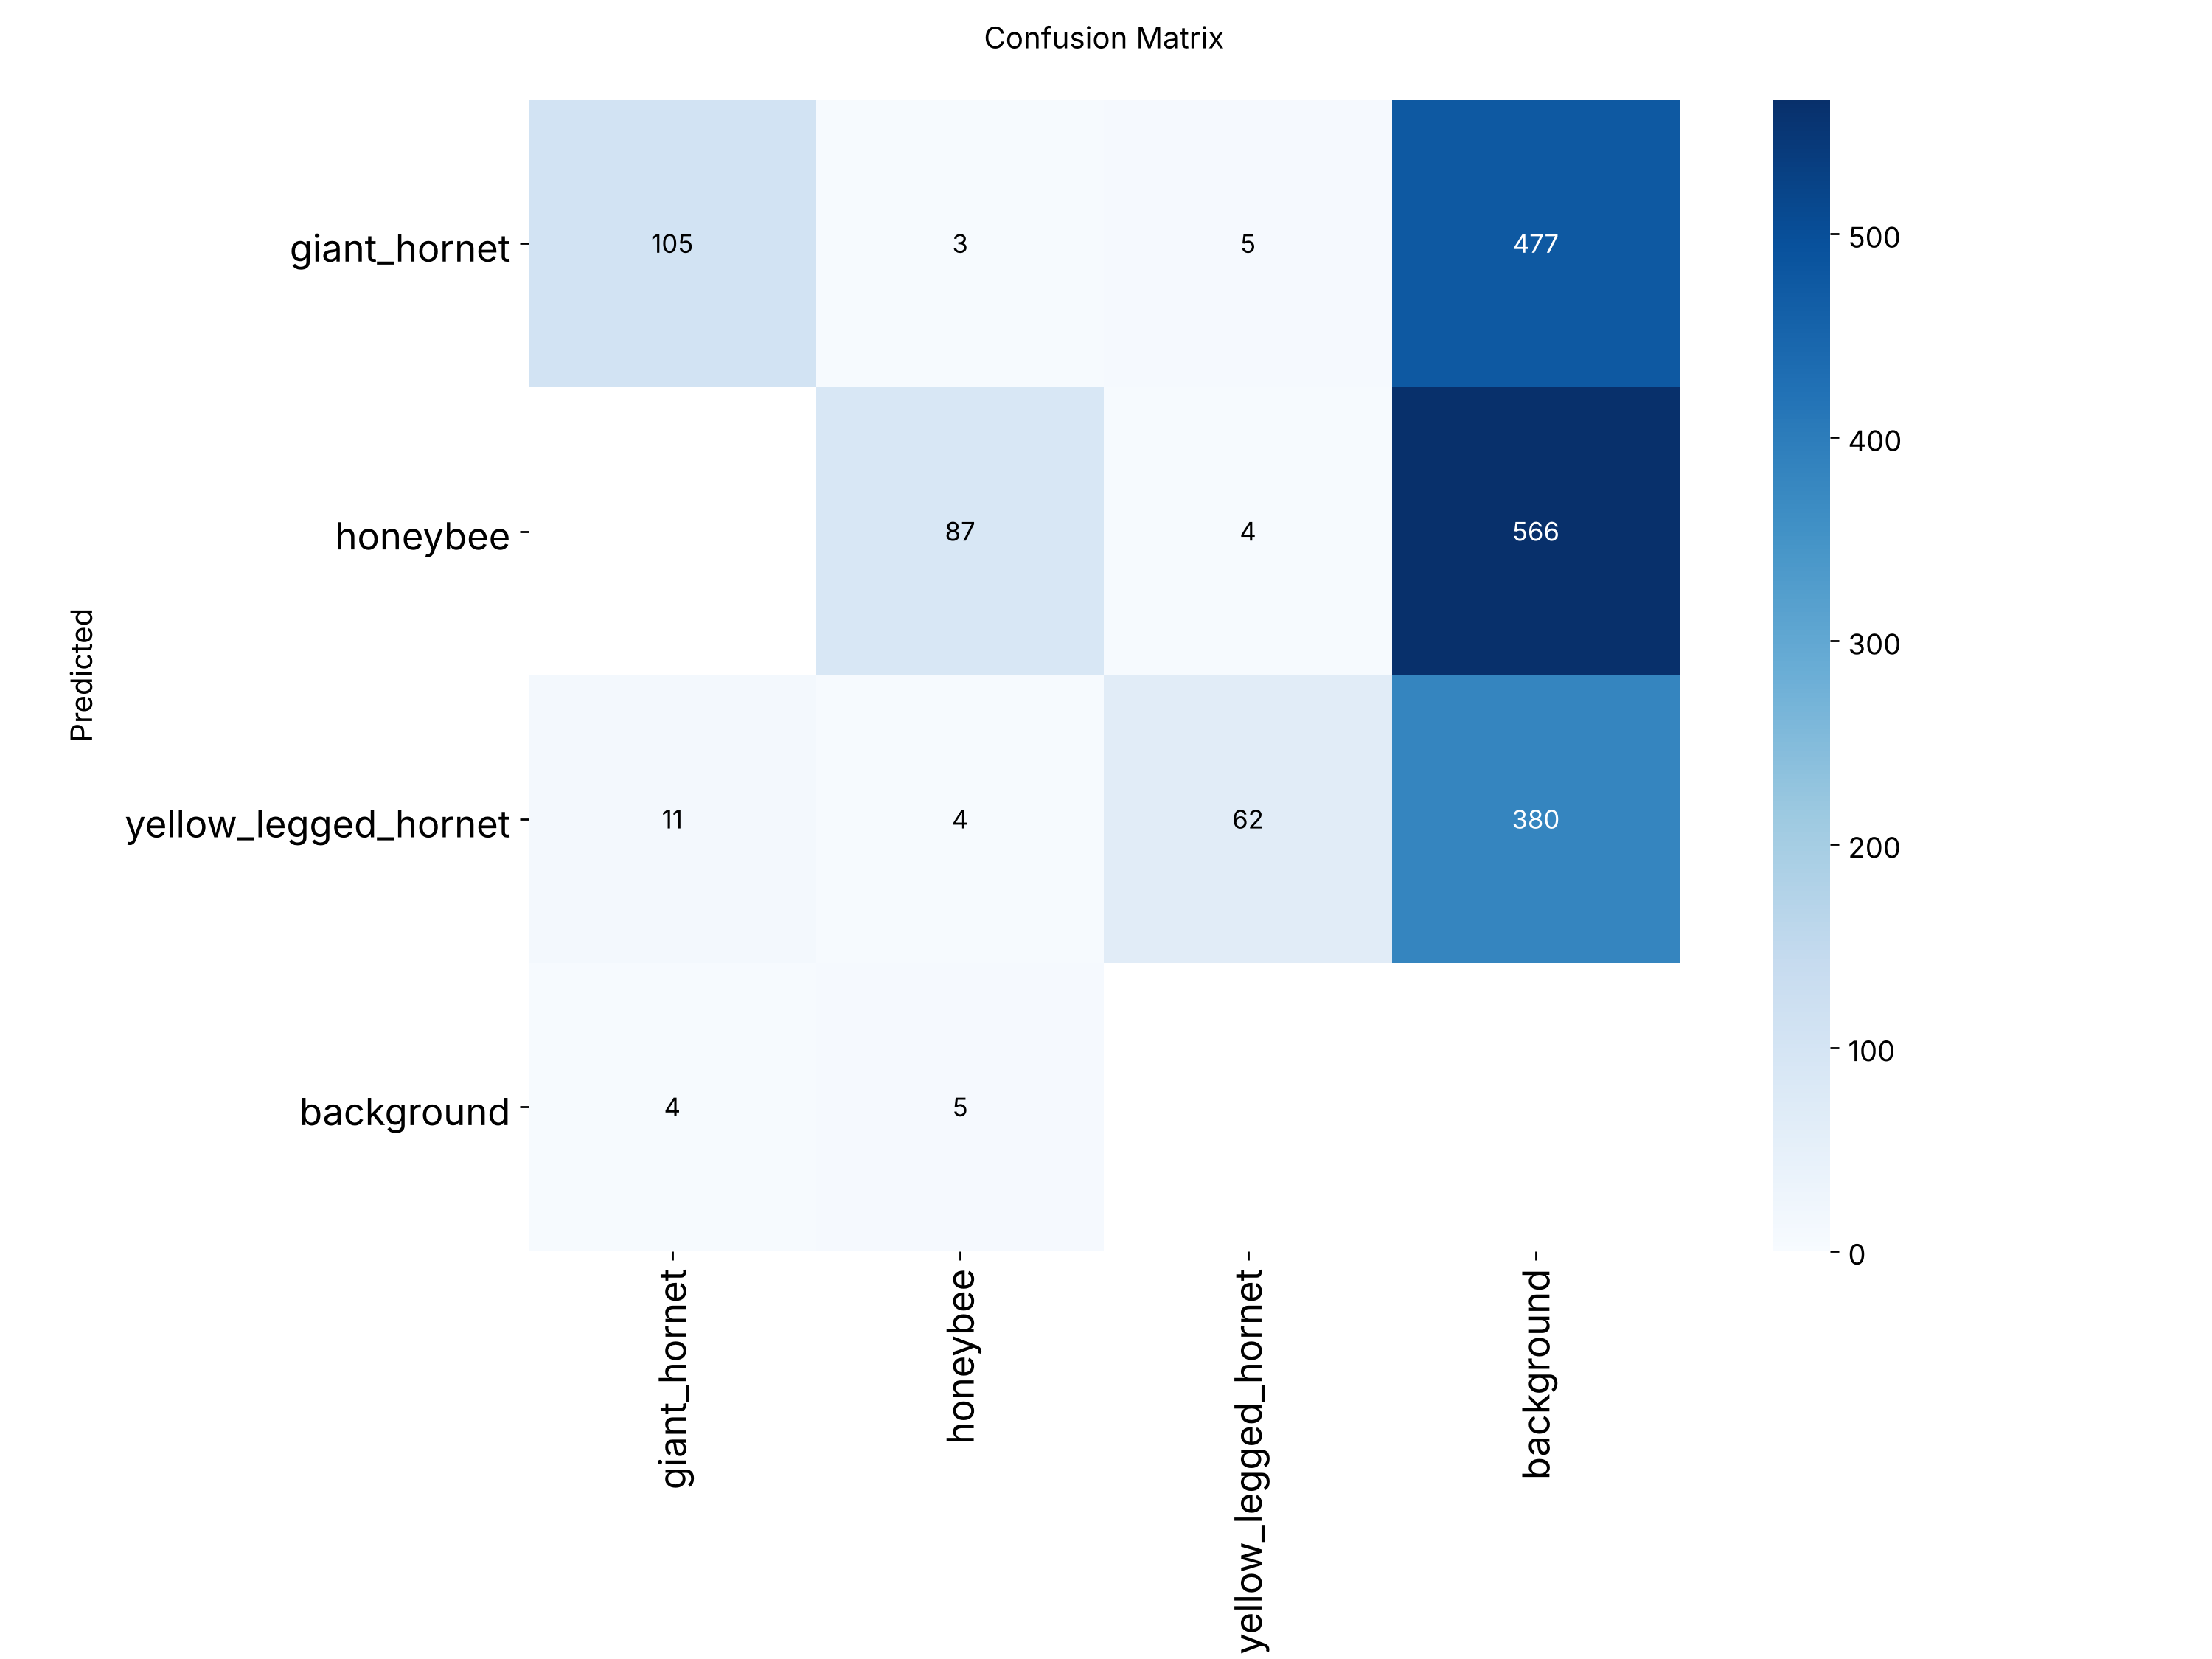 Confusion Matrix
giant_hornet
105
3
5
477
honeybee
87
4
566
yellow_legged_hornet
11
4
62
380
background
4
5
Predicted
giant_hornet
honeybee
yellow_legged_hornet
background
500
400
300
200
100
0